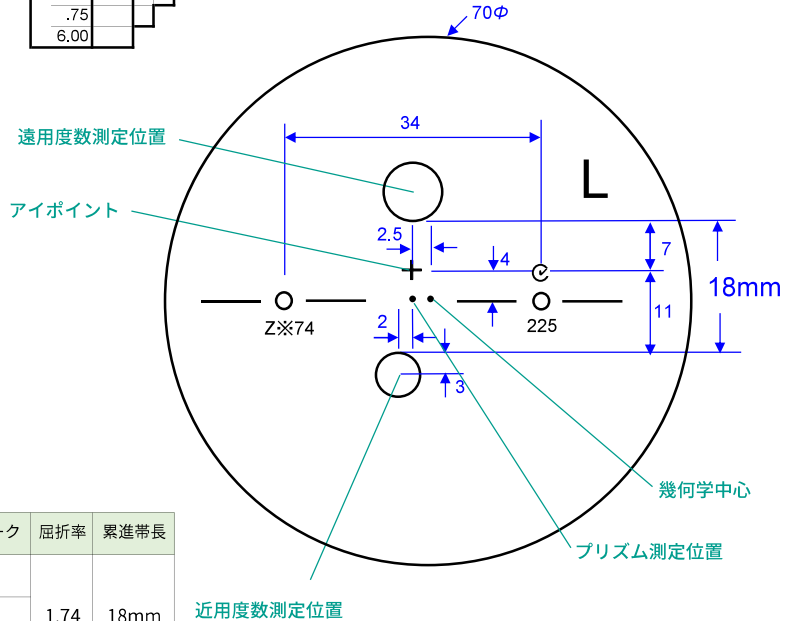 .75
6.00
70Φ
遠用度数測定位置
34
L
アイポイント
2.5
4
7
18mm
Z※74
225
11
2
3
幾何学中心
プリズム測定位置
ーク 屈折率 累進帯長
近用度数測定位置
1.74 18mm